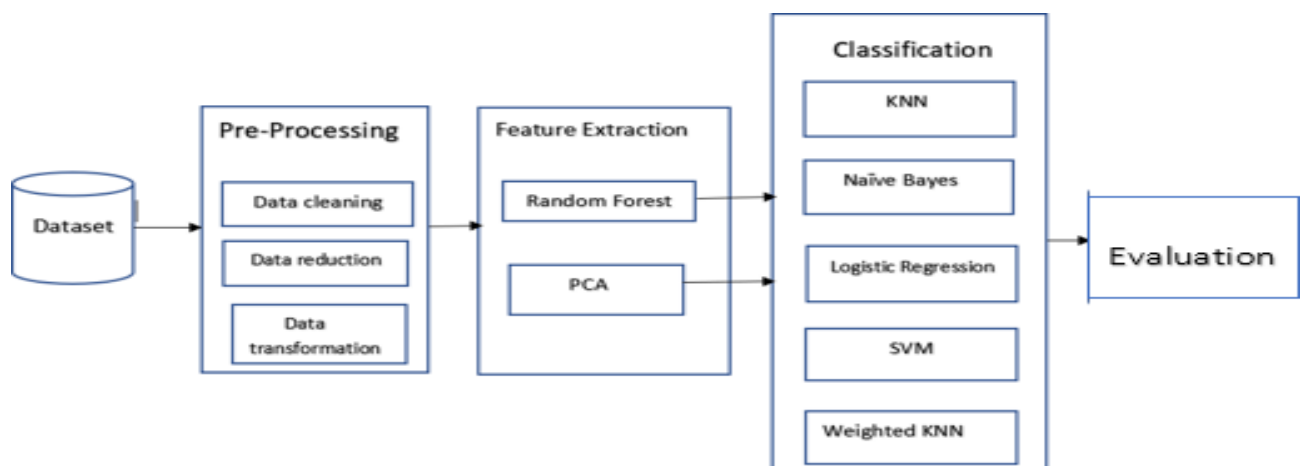 Dataset
Pre-Processing
Data cleaning
Data reduction
Data
transformation
Feature Extraction
Random Forest
PCA
Classification
KNN
Naïve Bayes
Logistic Regression
SVM
Weighted KNN
Evaluation